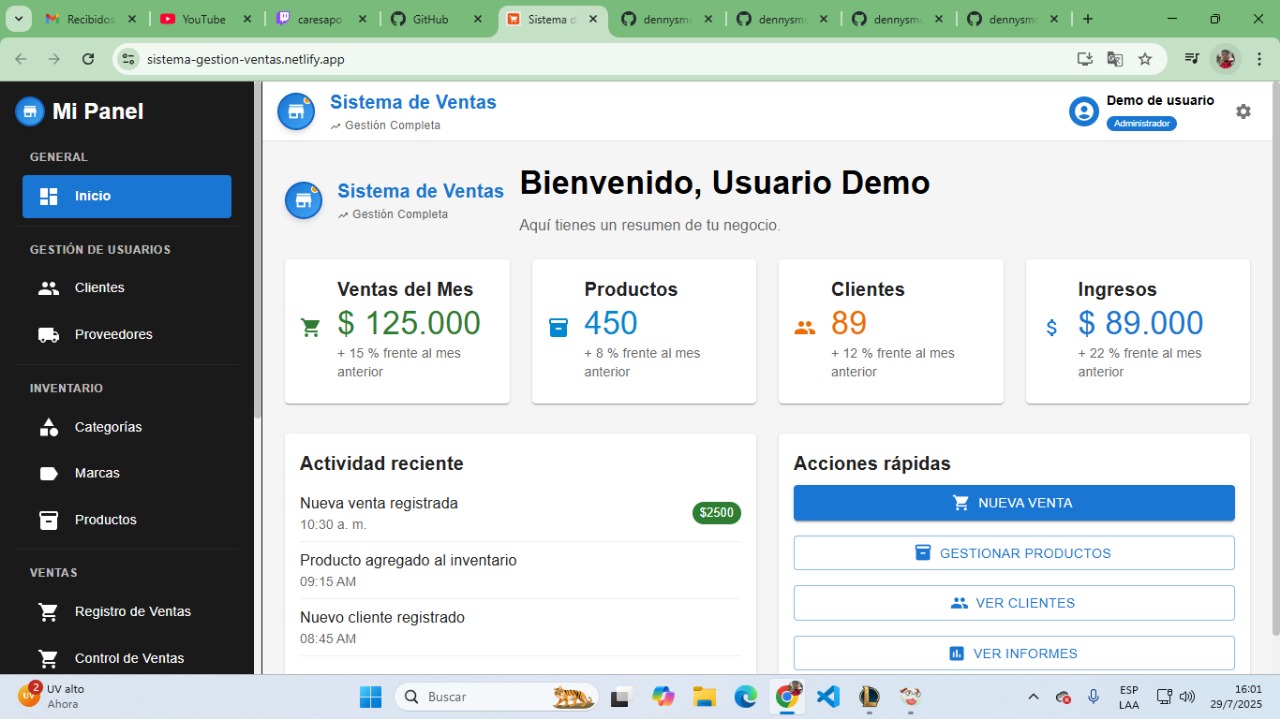 Recibidos
YouTube
caresapo
GitHub
Sistema d
dennysmo
dennysmo
dennysmo
dennysmo
sistema-gestion-ventas.netlify.app
Mi Panel
GENERAL
Inicio
GESTIÓN DE USUARIOS
Clientes
Proveedores
INVENTARIO
Categorías
Marcas
Productos
VENTAS
Registro de Ventas
Control de Ventas
Sistema de Ventas
Gestión Completa
Demo de usuario
Administrador
Sistema de Ventas
Gestión Completa
Bienvenido, Usuario Demo
Aquí tienes un resumen de tu negocio.
Ventas del Mes
$ 125.000
+ 15 % frente al mes
anterior
Productos
450
+ 8 % frente al mes
anterior
Clientes
89
+ 12 % frente al mes
anterior
Ingresos
$ 89.000
+ 22 % frente al mes
anterior
Actividad reciente
Nueva venta registrada
10:30 a. m.
$2500
Producto agregado al inventario
09:15 AM
Nuevo cliente registrado
08:45 AM
Acciones rápidas
NUEVA VENTA
GESTIONAR PRODUCTOS
VER CLIENTES
VER INFORMES
UV
2
UV alto
Ahora
Buscar
ESP
LAA
16:01
29/7/2025